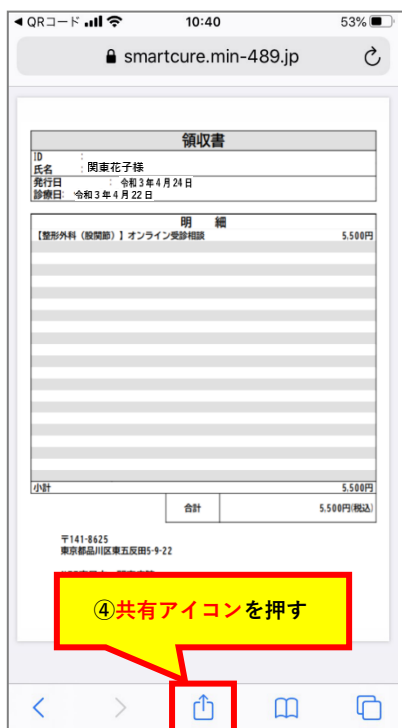 ◀ QRコード 10:40 53%
smartcure.min-489.jp
領収書
ID :
氏名 : 関東花子様
発行日 : 令和3年4月24日
診療日: 令和3年4月22日
明 細
【整形外科（股関節）】オンライン受診相談 5.500円
小計 5.500円
合計 5.500円(税込)
〒141-8625
東京都品川区東五反田5-9-22
④共有アイコンを押す